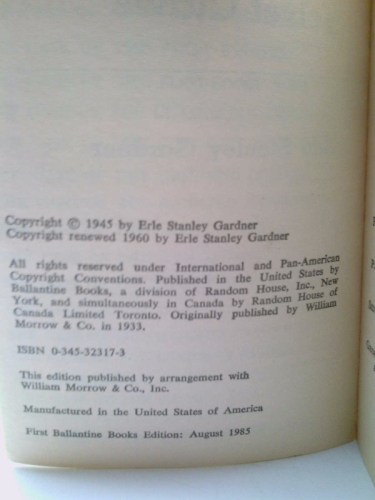 Copyright © 1945 by Erle Stanley Gardner
Copyright renewed 1960 by Erle Stanley Gardner
All rights reserved under International and Pan-American
Copyright Conventions. Published in the United States by
Ballantine Books, a division of Random House, Inc., New
York, and simultaneously in Canada by Random House of
Canada Limited Toronto. Originally published by William
Morrow & Co. in 1933.
ISBN 0-345-32317-3
This edition published by arrangement with
William Morrow & Co., Inc.
Manufactured in the United States of America
First Ballantine Books Edition: August 1985